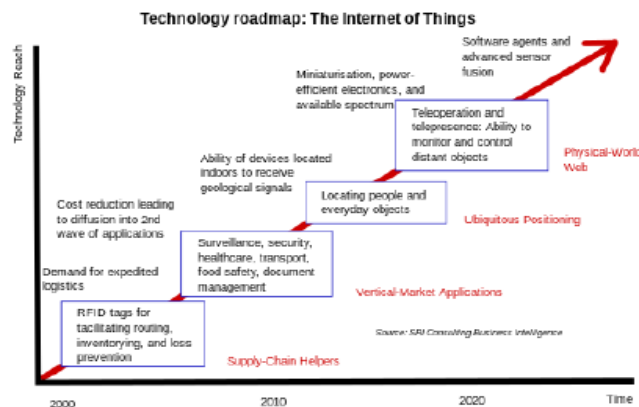 Technology roadmap: The Internet of Things
Technology Reach
Software agents and
advanced sensor
fusion
Miniaturisation, power-
efficient electronics, and
available spectrum
Teleoperation and
telepresence: Ability to
monitor and control
distant objects
Physical-World
Web
Ability of devices located
indoors to receive
geological signals
Locating people and
everyday objects
Ubiquitous Positioning
Cost reduction leading
to diffusion into 2nd
wave of applications
Surveillance, security,
healthcare, transport,
food safety, document
management
Vertical-Market Applications
Demand for expedited
logistics
RFID tags for
facilitating routing,
inventorying, and loss
prevention
Supply-Chain Helpers
Source: SRI Consulting Business Intelligence
2000
2010
2020
Time